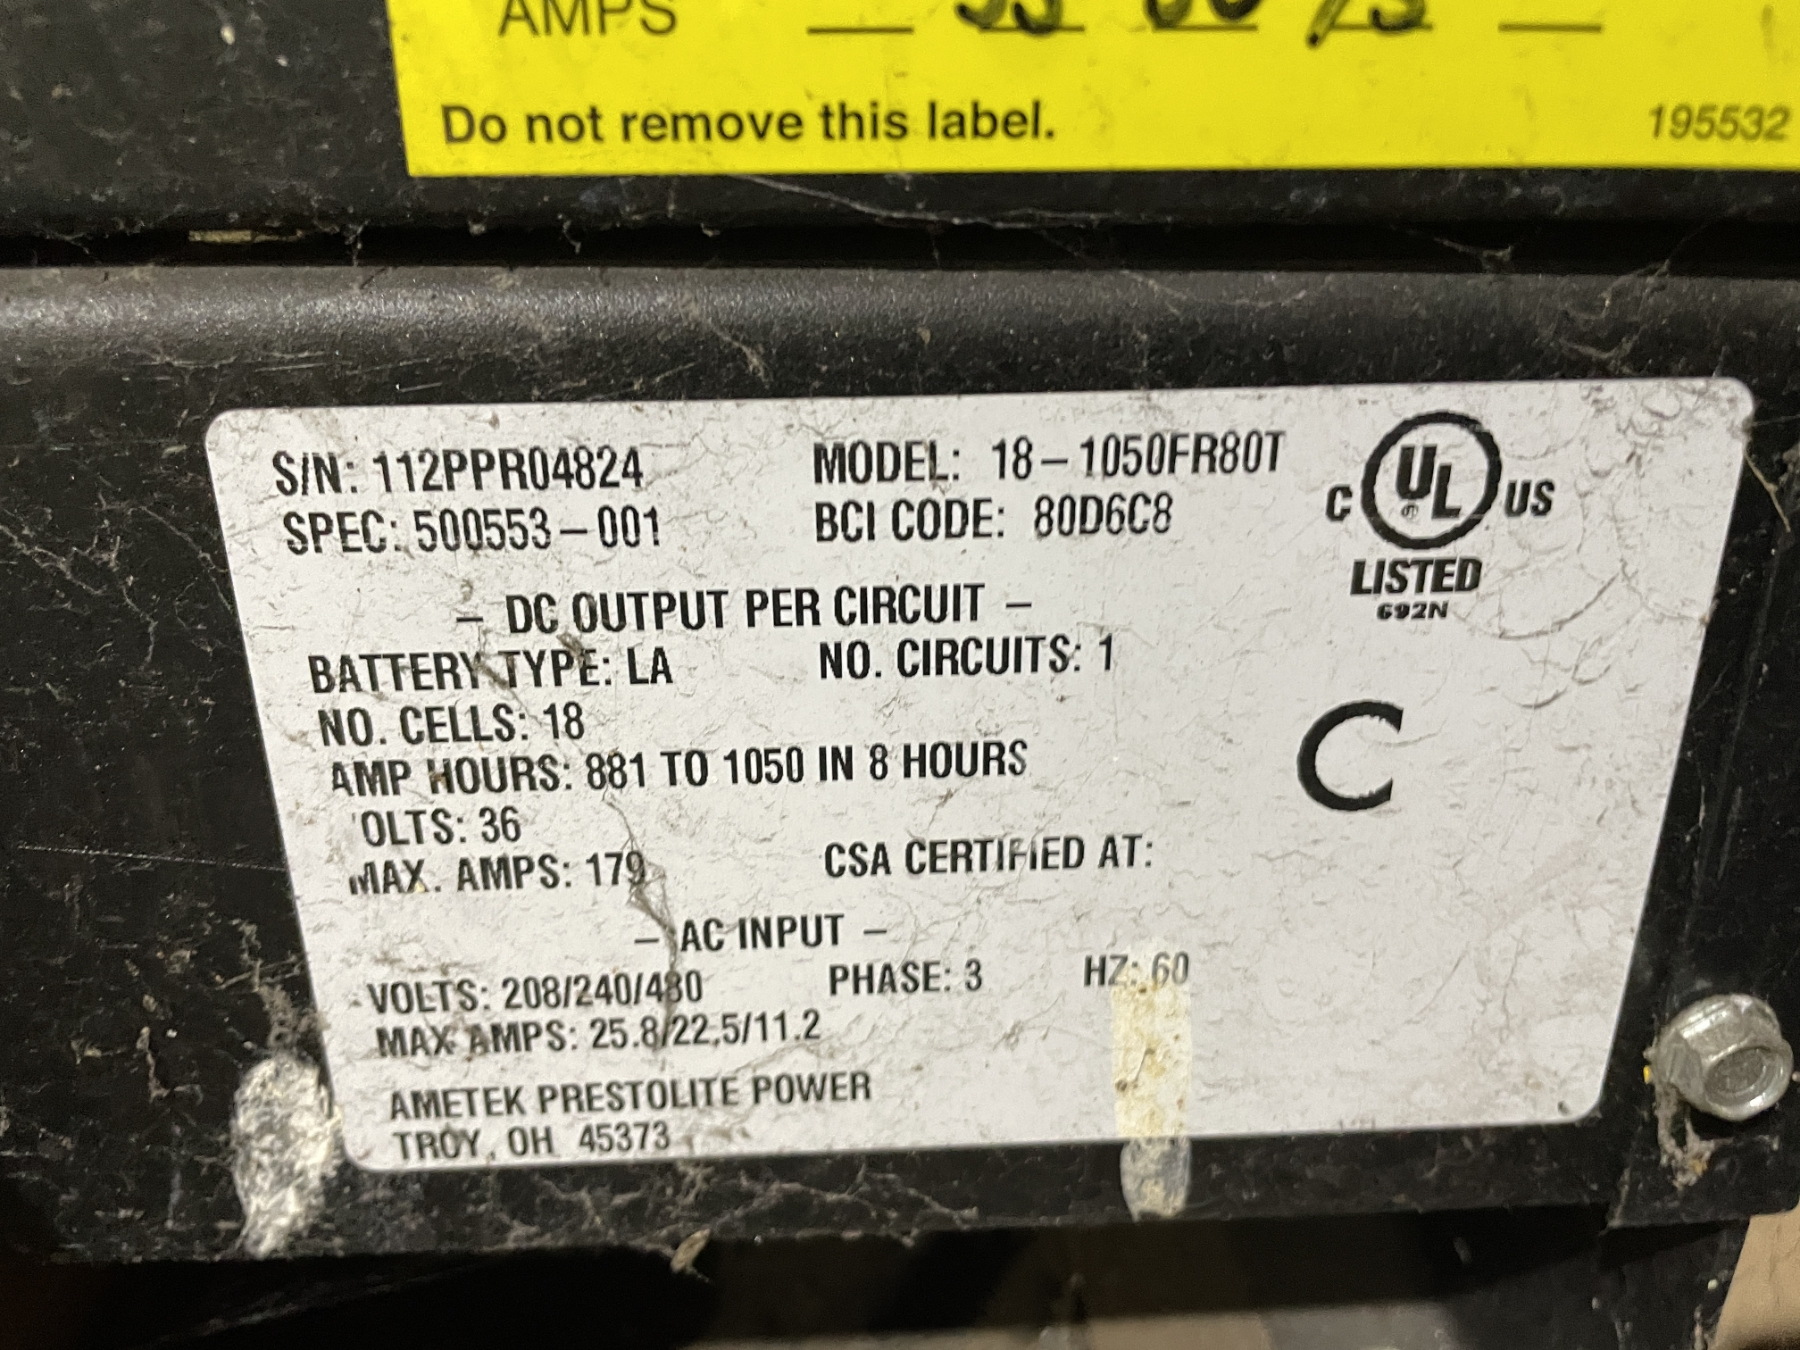 AMPS
Do not remove this label.
195532
S/N: 112PPR04824
MODEL: 18-1050FR80T
SPEC: 500553-001
BCI CODE: 80D6C8
C UL® US
LISTED
692N
- DC OUTPUT PER CIRCUIT -
BATTERY TYPE: LA
NO. CIRCUITS: 1
NO. CELLS: 18
AMP HOURS: 881 TO 1050 IN 8 HOURS
C
OLTS: 36
MAX. AMPS: 179
CSA CERTIFIED AT:
- AC INPUT -
VOLTS: 208/240/480
PHASE: 3
HZ: 60
MAX AMPS: 25.8/22.5/11.2
AMETEK PRESTOLITE POWER
TROY, OH 45373